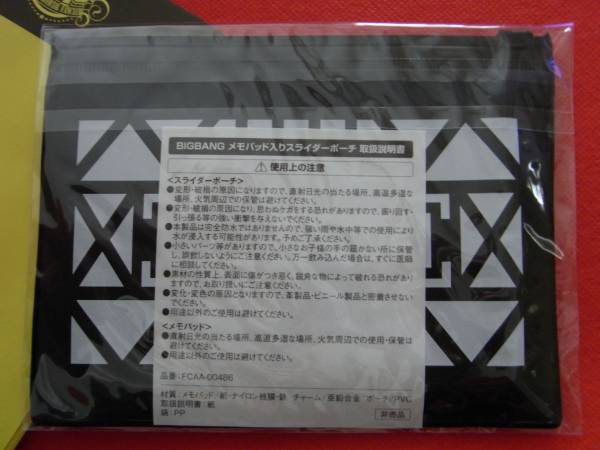 BIGBANG メモパッド入りスライダーポーチ 取扱説明書
⚠使用上の注意
<スライダーポーチ>
●変形・破損の原因になりますので、直射日光の当たる場所、高温多湿な
場所、火気周辺での保管は避けてください。
●変形・破損の原因になり、思わぬケガをする恐れがありますので、振り回す・
引っ張る等の強い衝撃を与えないでください。
●本製品は完全防水ではありませんので、強い雨や水中等での使用により
水が浸入する可能性があります。予めご了承ください。
●小さいパーツ等がありますので、小さなお子様の手の届かない所に保管
し、誤飲しないようにご注意ください。万一飲み込んだ場合は、すぐに医師
に相談してください。
●素材の性質上、表面に傷がつき易く、鋭角な物によって破れる恐れがあり
ますので、お取り扱いにご注意ください。
●変化・変色の原因となりますので、革製品・ビニール製品と密着させない
でください。
●用途以外のご使用は避けてください。
<メモパッド>
●直射日光の当たる場所、高温多湿な場所、火気周辺での使用・保管は
避けてください。
●用途以外のご使用は避けてください。
品番：FCAA-00486
材質：メモパッド/紙・ナイロン 鉄 チャーム/亜鉛合金 ポーチ/PVC
取扱説明書：紙
袋：PP
非売品